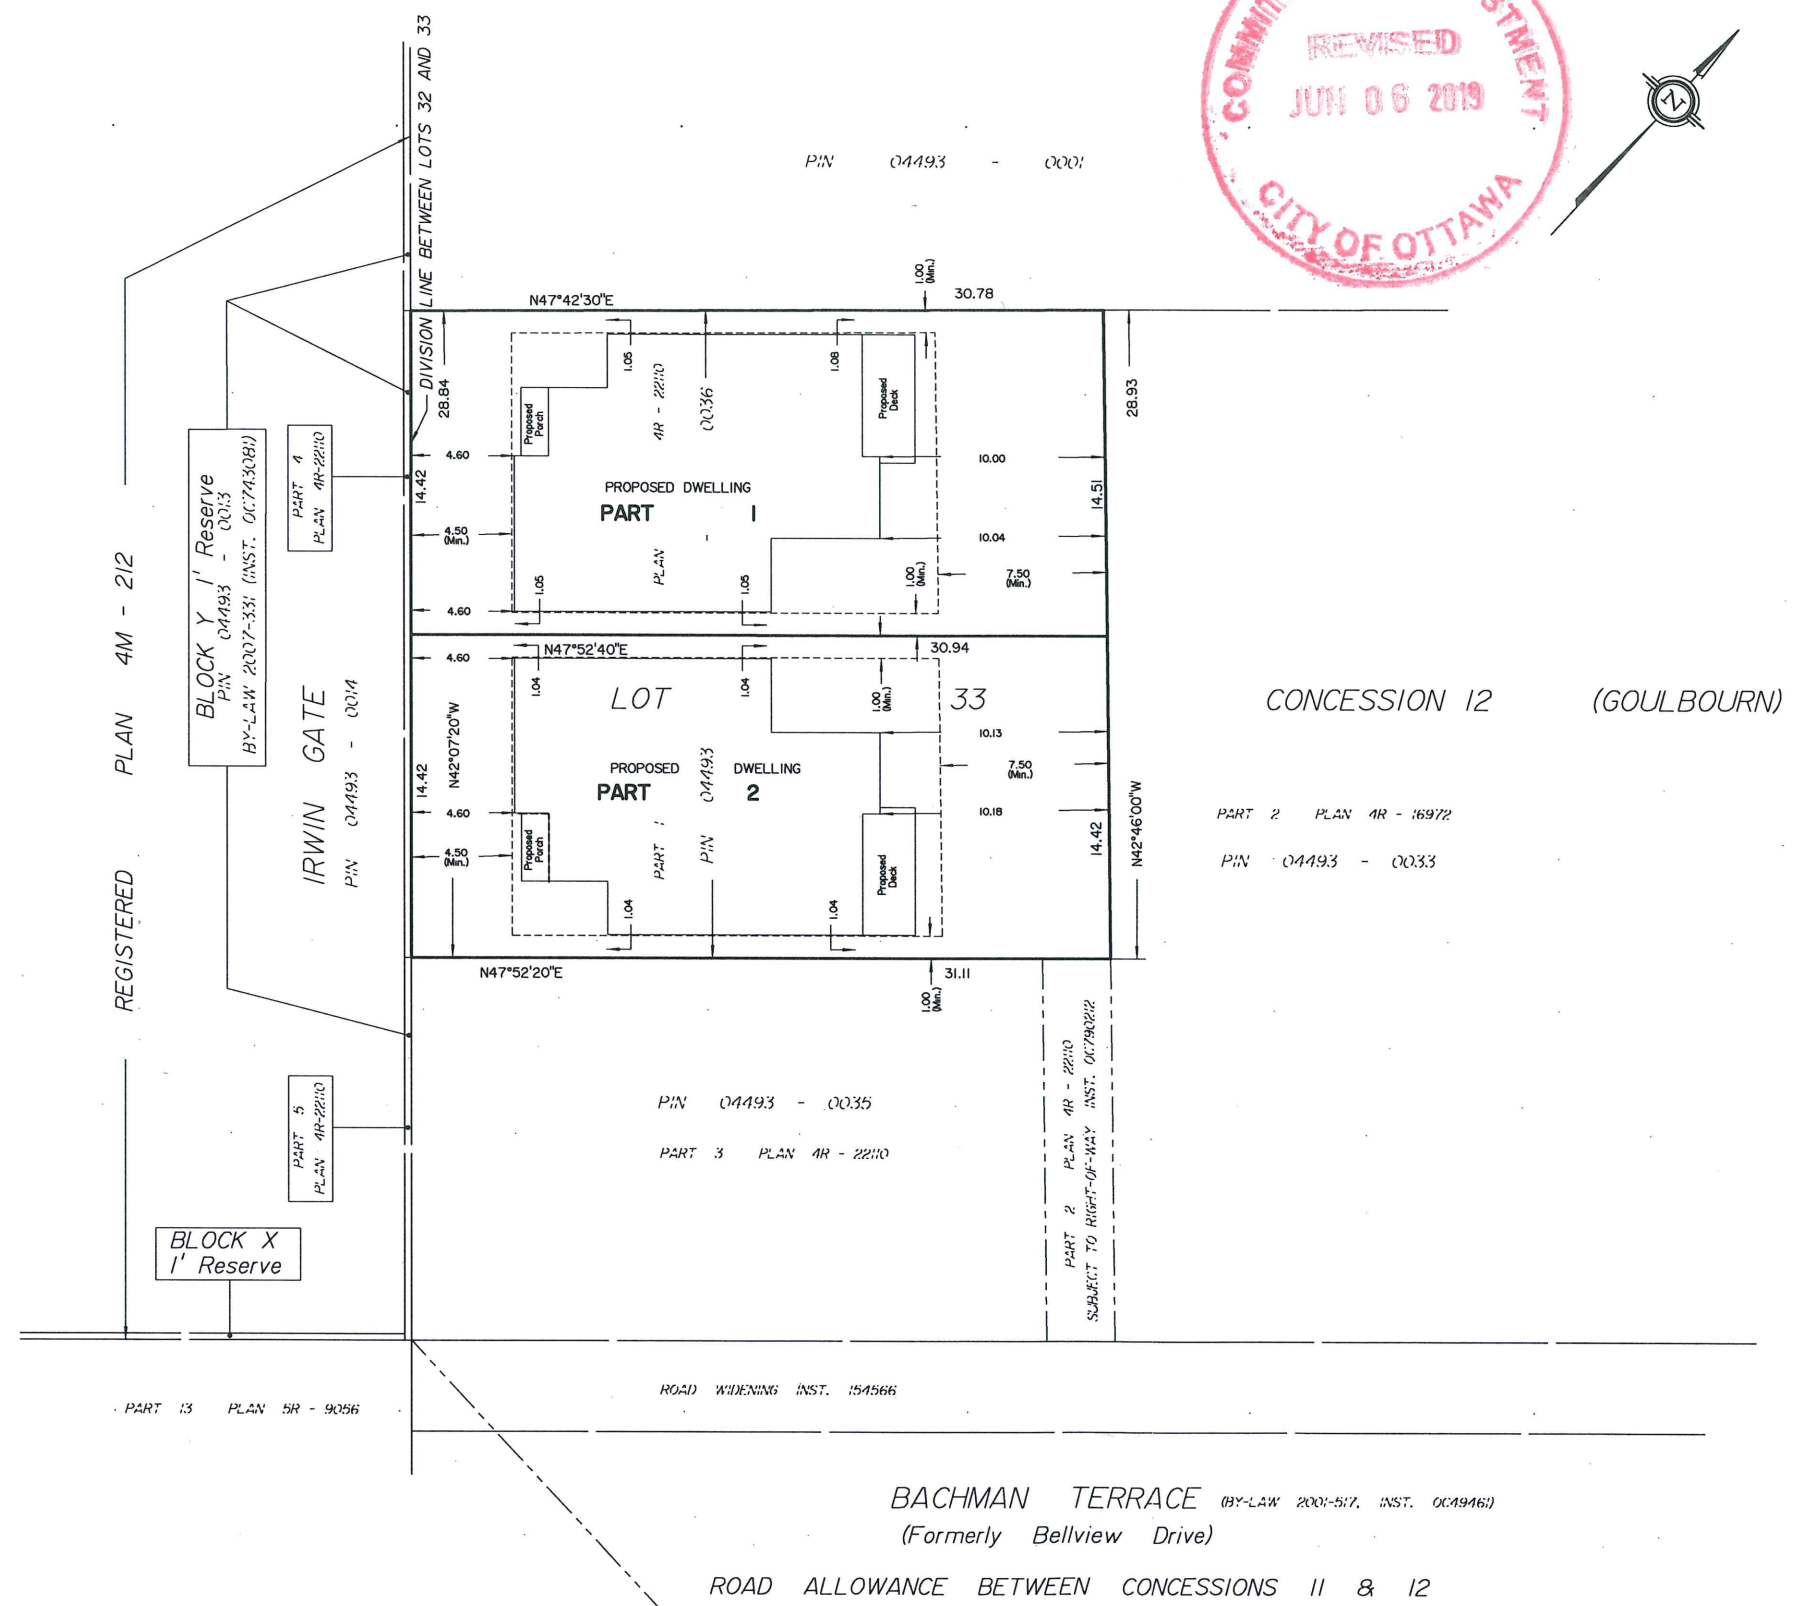 REVISED
JUN 06 2019
CITY OF OTTAWA
N
PIN 04493 - 0001
DIVISION LINE BETWEEN LOTS 32 AND 33
N47°42'30"E
1.00
(Min.)
30.78
28.84
1.05
4R - 22110
0036
1.08
28.93
Proposed
Porch
Proposed
Deck
4.60
10.00
14.42
PROPOSED DWELLING
14.51
PART 1
4.50
(Min.)
10.04
PLAN
-
1.05
1.05
1.00
(Min.)
7.50
(Min.)
4.60
N47°52'40"E
30.94
4.60
1.04
1.04
1.00
(Min.)
LOT 33
CONCESSION 12 (GOULBOURN)
N42°07'20"W
10.13
PROPOSED DWELLING
7.50
(Min.)
14.42
PART 2
PIN 04493
4.60
10.18
PART 2 PLAN 4R - 16972
PIN 04493 - 0033
4.50
(Min.)
Proposed
Porch
PART 1
Proposed
Deck
14.42
N42°46'00"W
1.04
1.04
N47°52'20"E
31.11
1.00
(Min.)
REGISTERED PLAN 4M - 212
BLOCK Y 1' Reserve
PIN 04493 - 0013
BY-LAW 2007-331 (INST. OC743081)
PART 4
PLAN 4R-22110
IRWIN GATE
PIN 04493 - 0014
PART 5
PLAN 4R-22110
BLOCK X
1' Reserve
PIN 04493 - 0035
PART 3 PLAN 4R - 22110
PART 2 PLAN 4R - 22110
SUBJECT TO RIGHT-OF-WAY INST. OC790212
PART 13 PLAN 5R - 9056
ROAD WIDENING INST. 154566
BACHMAN TERRACE (BY-LAW 2001-517, INST. OC49461)
(Formerly Bellview Drive)
ROAD ALLOWANCE BETWEEN CONCESSIONS 11 & 12